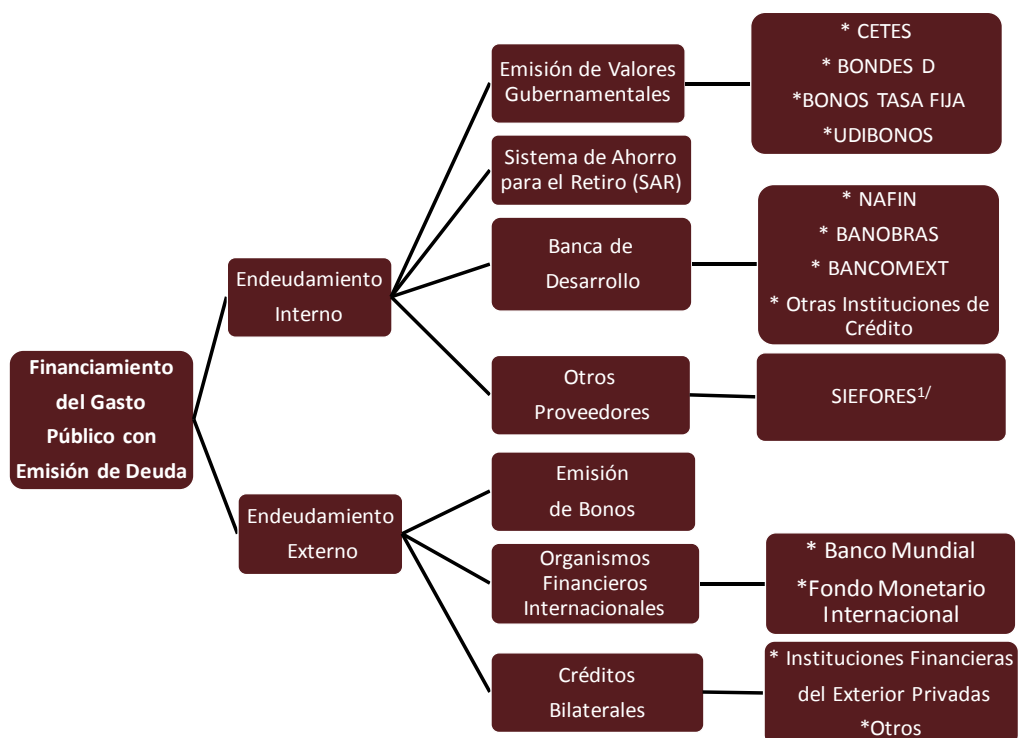 Financiamiento
del Gasto
Público con
Emisión de Deuda
Endeudamiento
Interno
Emisión de Valores
Gubernamentales
* CETES
* BONDES D
*BONOS TASA FIJA
*UDIBONOS
Sistema de Ahorro
para el Retiro (SAR)
Banca de
Desarrollo
* NAFIN
* BANOBRAS
* BANCOMEXT
* Otras Instituciones de
Crédito
Otros
Proveedores
SIEFORES1/
Endeudamiento
Externo
Emisión
de Bonos
Organismos
Financieros
Internacionales
* Banco Mundial
*Fondo Monetario
Internacional
Créditos
Bilaterales
* Instituciones Financieras
del Exterior Privadas
*Otros